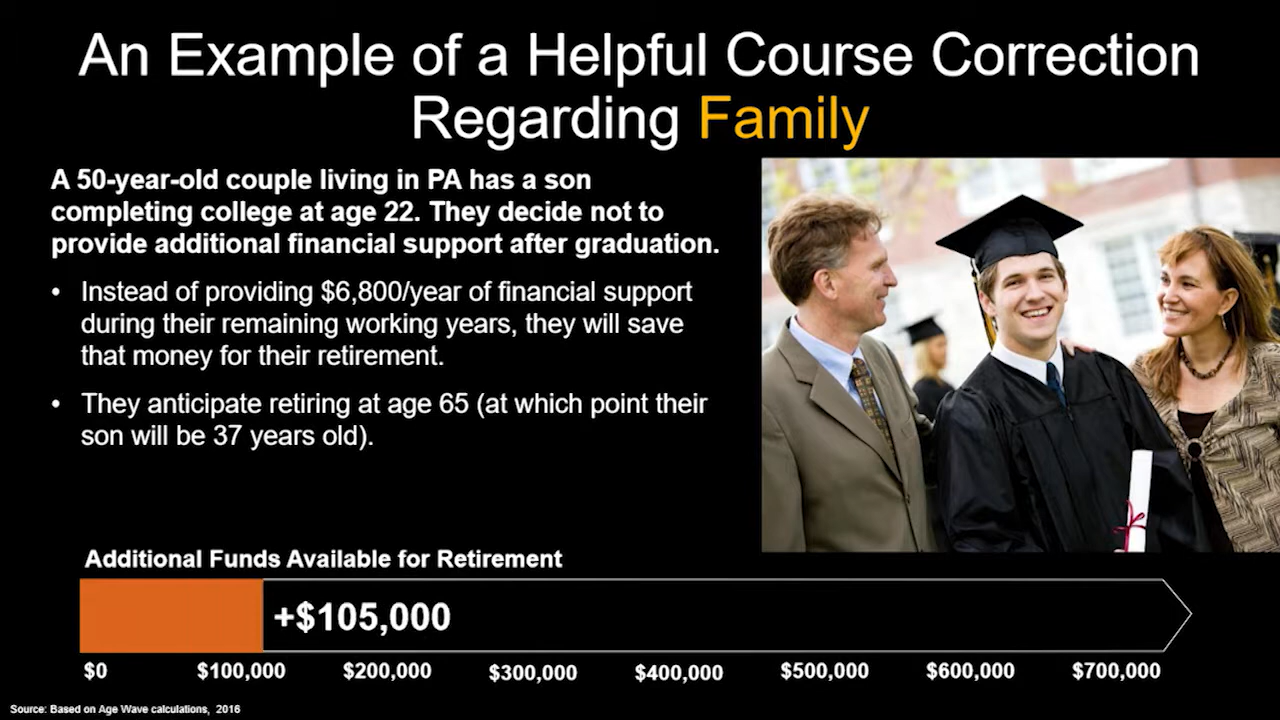 An Example of a Helpful Course Correction
Regarding Family
A 50-year-old couple living in PA has a son
completing college at age 22. They decide not to
provide additional financial support after graduation.
• Instead of providing $6,800/year of financial support
during their remaining working years, they will save
that money for their retirement.
• They anticipate retiring at age 65 (at which point their
son will be 37 years old).
Additional Funds Available for Retirement
+$105,000
$0 $100,000 $200,000 $300,000 $400,000 $500,000 $600,000 $700,000
Source: Based on Age Wave calculations, 2016